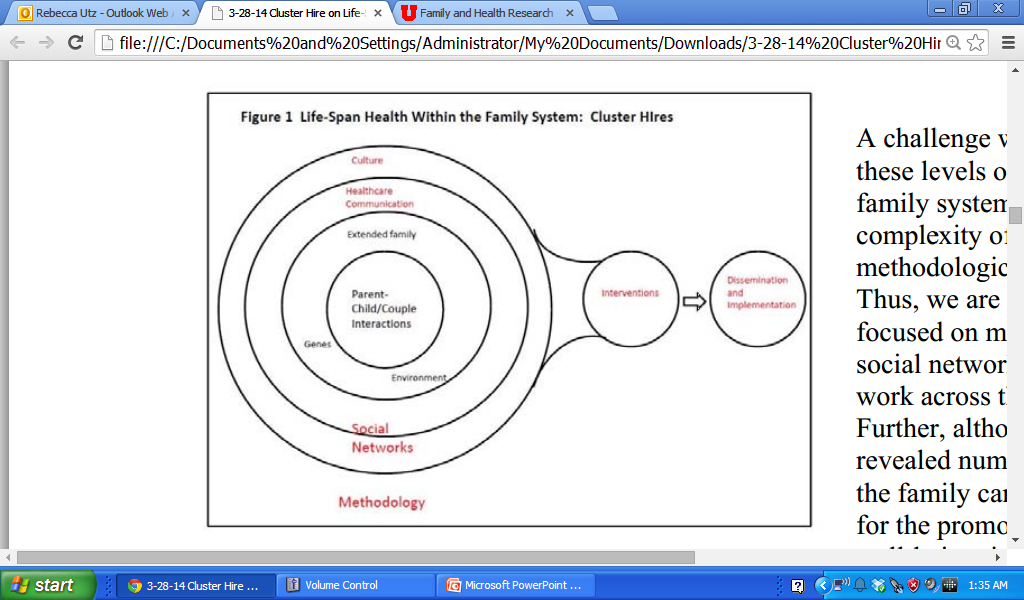 Rebecca Utz - Outlook Web
3-28-14 Cluster Hire on Life-
Family and Health Research
file:///C:/Documents%20and%20Settings/Administrator/My%20Documents/Downloads/3-28-14%20Cluster%20Hir
Figure 1 Life-Span Health Within the Family System: Cluster HIres
Culture
Healthcare
Communication
Extended family
Parent-
Child/Couple
Interactions
Genes
Environment
Social
Networks
Methodology
Interventions
Dissemination
and
Implementation
A challenge
these levels o
family system
complexity of
methodologic
Thus, we are
focused on m
social networ
work across t
Further, altho
revealed num
the family can
for the promo
start
3-28-14 Cluster Hire ...
Volume Control
Microsoft PowerPoint ...
1:35 AM